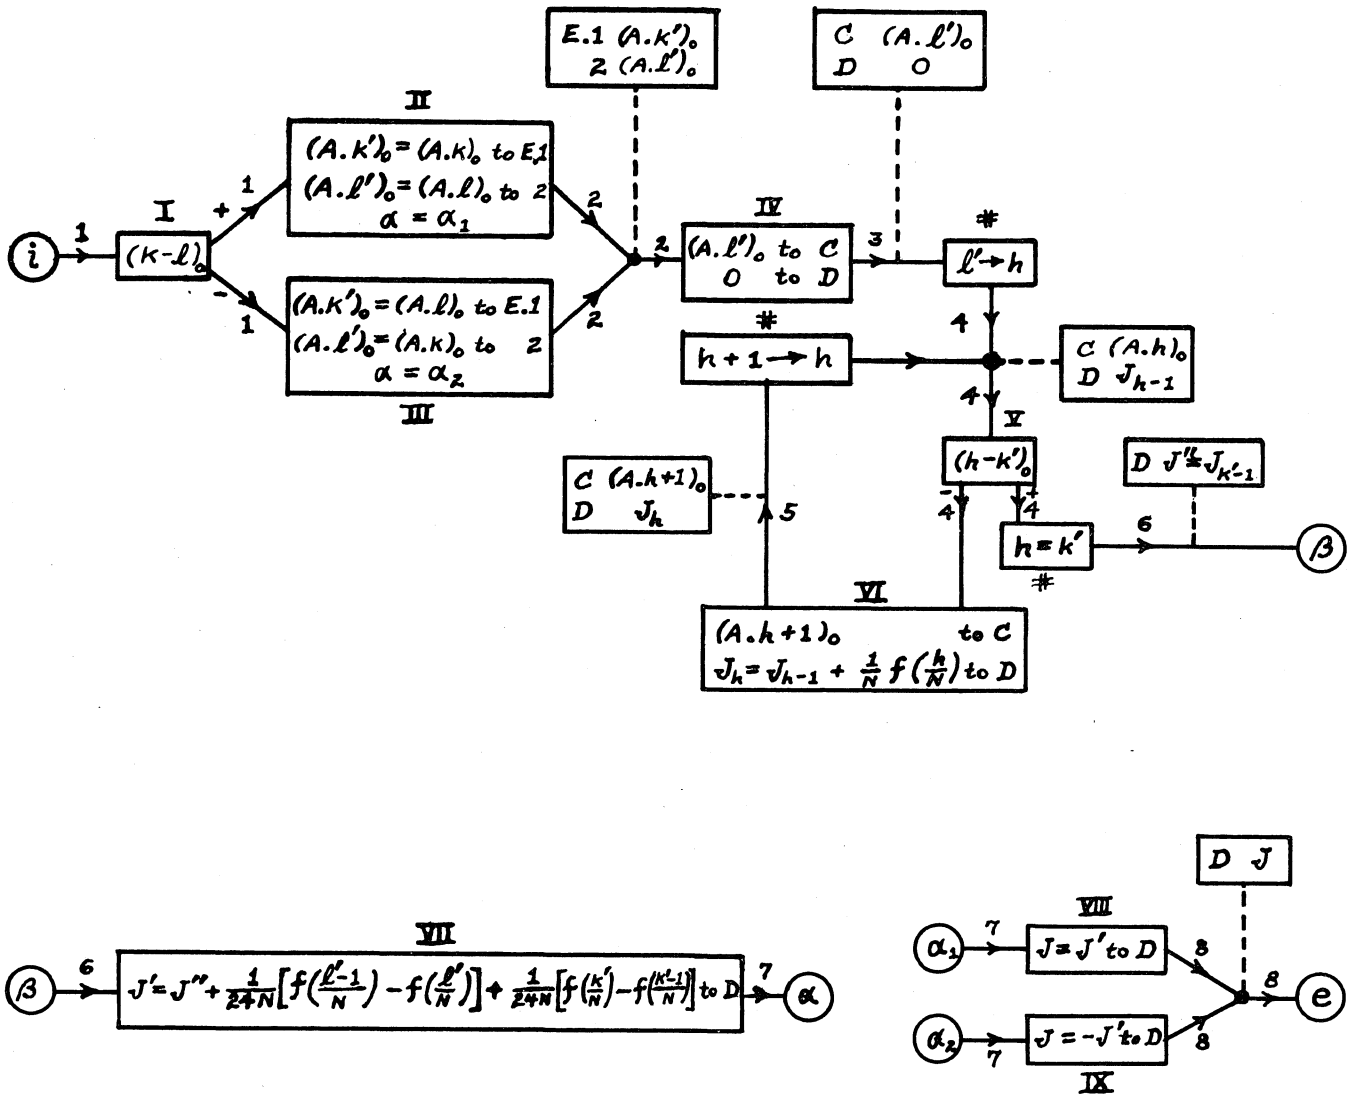 E.1 (A.k')₀
2 (A.l')₀
C (A.l')₀
D 0
II
(A.k')₀ = (A.k)₀ to E.1
(A.l')₀ = (A.l)₀ to 2
α = α₁
I
i
1
(K-l)₀
+
1
-
1
(A.k')₀ = (A.l)₀ to E.1
(A.l')₀ = (A.k)₀ to 2
α = α₂
III
2
2
2
IV
(A.l')₀ to C
0 to D
3
#
l' → h
4
#
h + 1 → h
C (A.h)₀
D J_{h-1}
4
V
(h-k')₀
D J'' = J_{k'-1}
C (A.h+1)₀
D J_h
5
-
4
+
4
h = k'
#
6
β
VI
(A.h+1)₀ to C
J_h = J_{h-1} + 1/N f(h/N) to D
D J
VII
β
6
J' = J'' + 1/24N [f(l'-1/N) - f(l'/N)] + 1/24N [f(k'/N) - f(k'-1/N)] to D
7
α
VIII
α₁
7
J = J' to D
8
8
e
α₂
7
J = -J' to D
8
IX